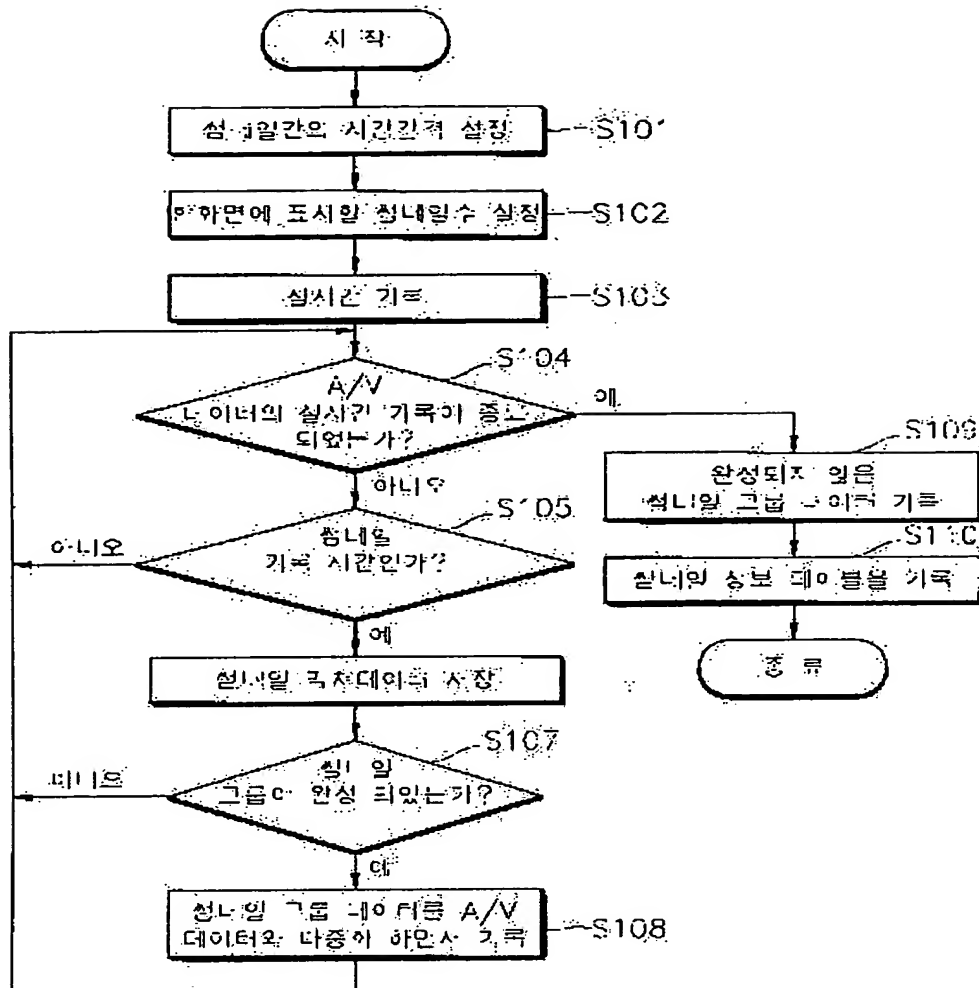 시 작
썸네일간의 시간간격 설정
S101
한 화면에 표시할 썸네일수 설정
S102
실시간 기록
S103
S104
A/V
데이터의 실시간 기록이 종료
되었는가?
예
아니오
S109
완성되지 않은
썸네일 그룹 데이터 기록
S105
썸네일
기록 시간인가?
아니오
예
S110
썸네일 정보 테이블을 기록
종 료
썸네일 픽쳐데이터 저장
S107
썸네일
그룹이 완성 되었는가?
아니오
예
썸네일 그룹 데이터를 A/V
데이터와 다중화 하면서 기록
S108